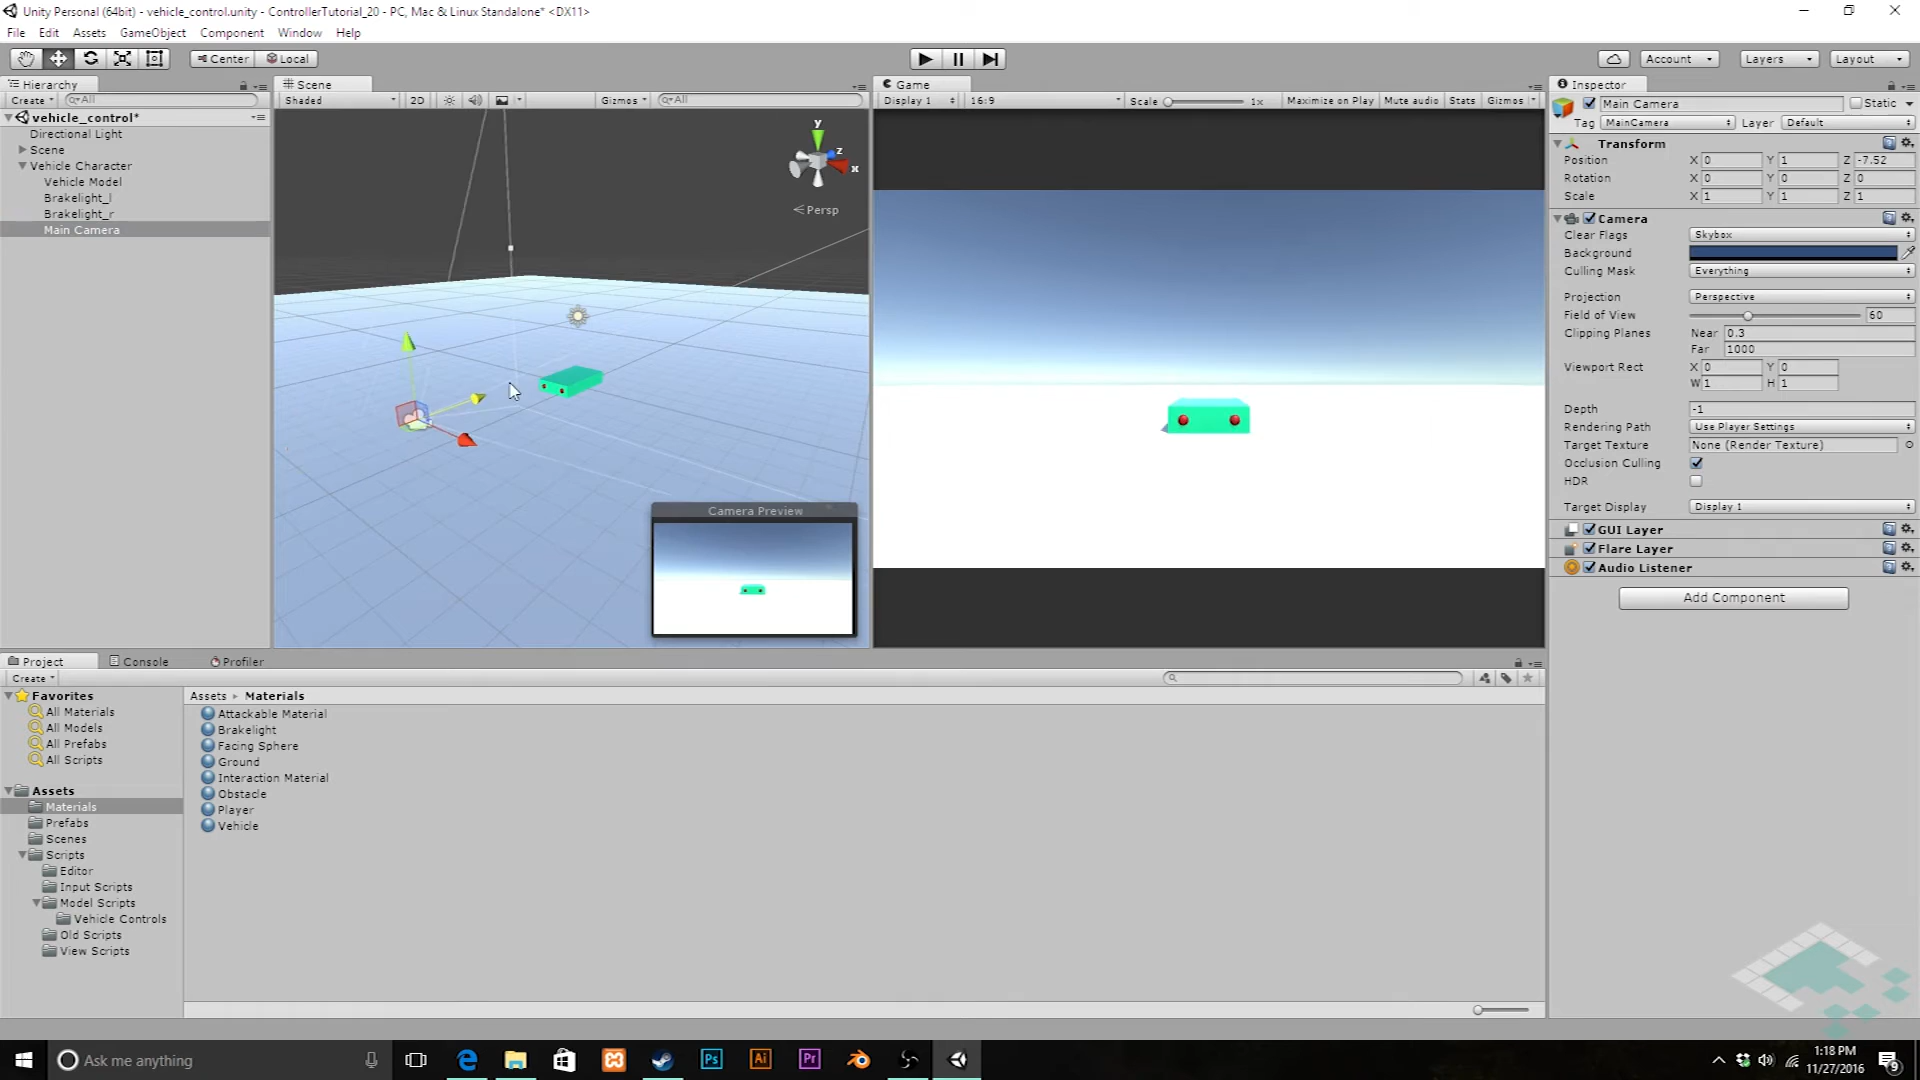 Unity Personal (64bit) - vehicle_control.unity - ControllerTutorial_20 - PC, Mac & Linux Standalone* <DX11>
File Edit Assets GameObject Component Window Help
Center Local
Account Layers Layout
Hierarchy
Create All
vehicle_control*
Directional Light
Scene
Vehicle Character
Vehicle Model
Brakelight_l
Brakelight_r
Main Camera
Scene
Shaded 2D Gizmos All
y
z
x
Persp
Camera Preview
Game
Display 1 16:9 Scale 1x Maximize on Play Mute audio Stats Gizmos
Inspector
Main Camera Static
Tag MainCamera Layer Default
Transform
Position X 0 Y 1 Z -7.52
Rotation X 0 Y 0 Z 0
Scale X 1 Y 1 Z 1
Camera
Clear Flags Skybox
Background
Culling Mask Everything
Projection Perspective
Field of View 60
Clipping Planes Near 0.3
Far 1000
Viewport Rect X 0 Y 0
W 1 H 1
Depth -1
Rendering Path Use Player Settings
Target Texture None (Render Texture)
Occlusion Culling
HDR
Target Display Display 1
GUI Layer
Flare Layer
Audio Listener
Add Component
Project Console Profiler
Create
Favorites
All Materials
All Models
All Prefabs
All Scripts
Assets
Materials
Prefabs
Scenes
Scripts
Editor
Input Scripts
Model Scripts
Vehicle Controls
Old Scripts
View Scripts
Assets Materials
Attackable Material
Brakelight
Facing Sphere
Ground
Interaction Material
Obstacle
Player
Vehicle
Ask me anything
Ps
Ai
Pr
1:18 PM
11/27/2016
9